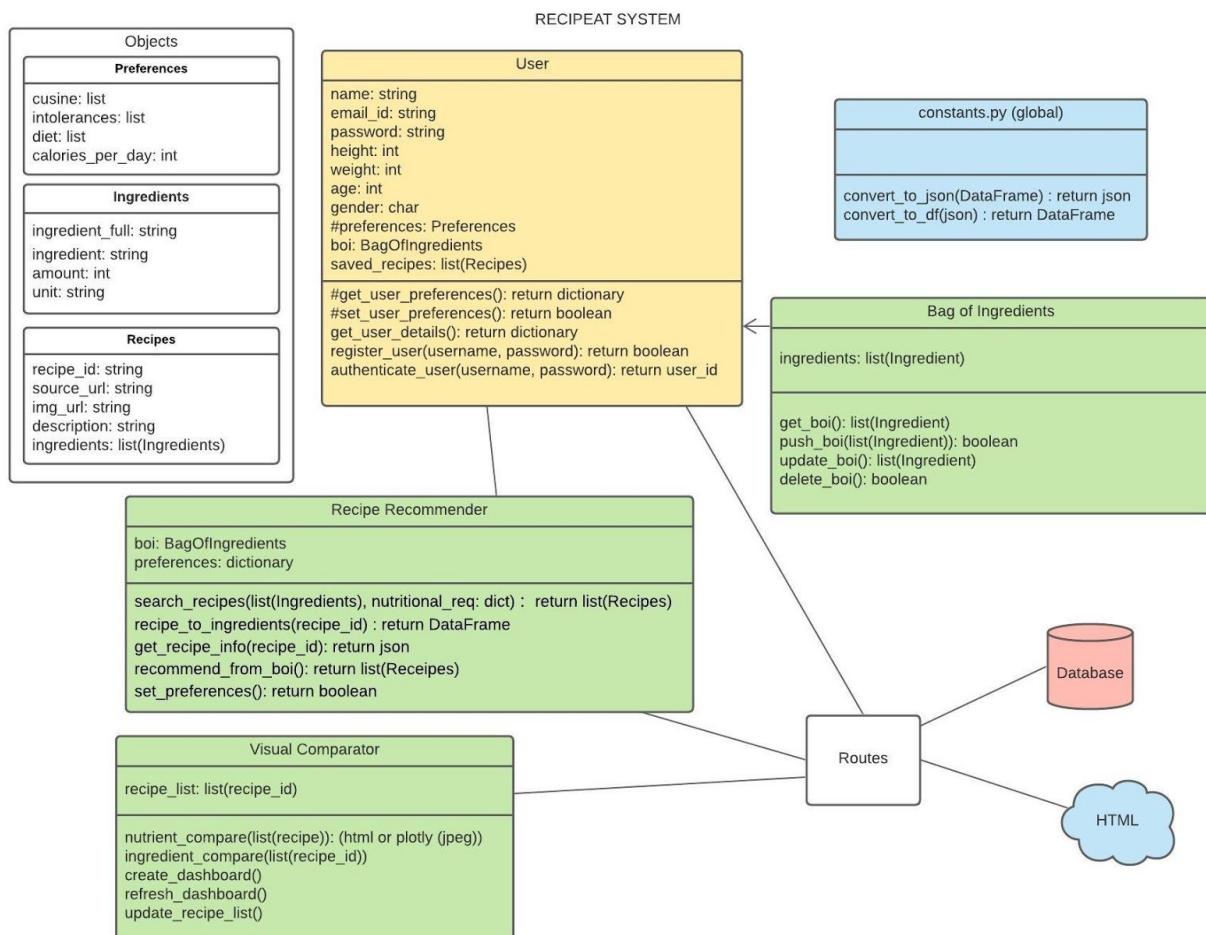 RECIPEAT SYSTEM
Objects
Preferences
cusine: list
intolerances: list
diet: list
calories_per_day: int
Ingredients
ingredient_full: string
ingredient: string
amount: int
unit: string
Recipes
recipe_id: string
source_url: string
img_url: string
description: string
ingredients: list(Ingredients)
User
name: string
email_id: string
password: string
height: int
weight: int
age: int
gender: char
#preferences: Preferences
boi: BagOfIngredients
saved_recipes: list(Recipes)
#get_user_preferences(): return dictionary
#set_user_preferences(): return boolean
get_user_details(): return dictionary
register_user(username, password): return boolean
authenticate_user(username, password): return user_id
constants.py (global)
convert_to_json(DataFrame) : return json
convert_to_df(json) : return DataFrame
Bag of Ingredients
ingredients: list(Ingredient)
get_boi(): list(Ingredient)
push_boi(list(Ingredient)): boolean
update_boi(): list(Ingredient)
delete_boi(): boolean
Recipe Recommender
boi: BagOfIngredients
preferences: dictionary
search_recipes(list(Ingredients), nutritional_req: dict) : return list(Recipes)
recipe_to_ingredients(recipe_id) : return DataFrame
get_recipe_info(recipe_id): return json
recommend_from_boi(): return list(Receipes)
set_preferences(): return boolean
Visual Comparator
recipe_list: list(recipe_id)
nutrient_compare(list(recipe)): (html or plotly (jpeg))
ingredient_compare(list(recipe_id))
create_dashboard()
refresh_dashboard()
update_recipe_list()
Routes
Database
HTML